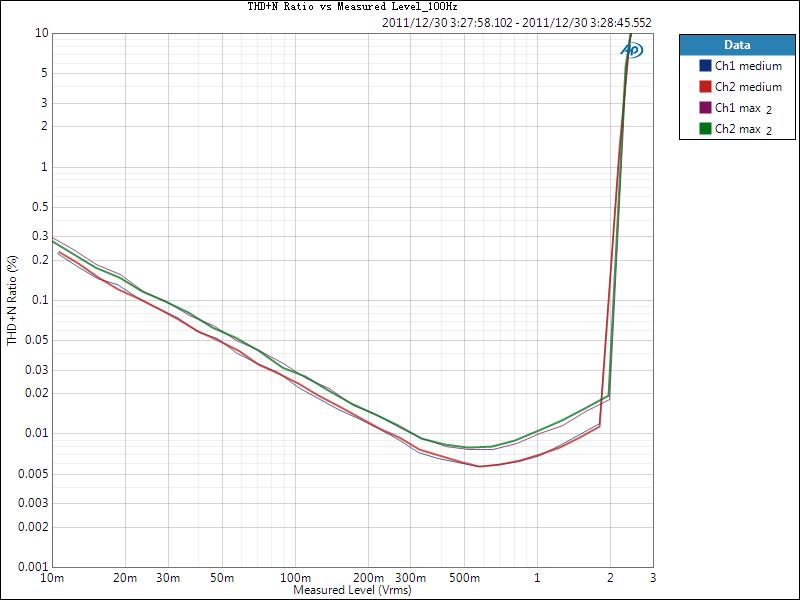 THD+N Ratio vs Measured Level_100Hz
2011/12/30 3:27:58.102 - 2011/12/30 3:28:45.552
10
5
3
2
1
0.5
0.3
0.2
0.1
0.05
0.03
0.02
0.01
0.005
0.003
0.002
0.001
THD+N Ratio (%)
10m 20m 30m 50m 100m 200m 300m 500m 1 2 3
Measured Level (Vrms)
Ap
Data
Ch1 medium
Ch2 medium
Ch1 max 2
Ch2 max 2